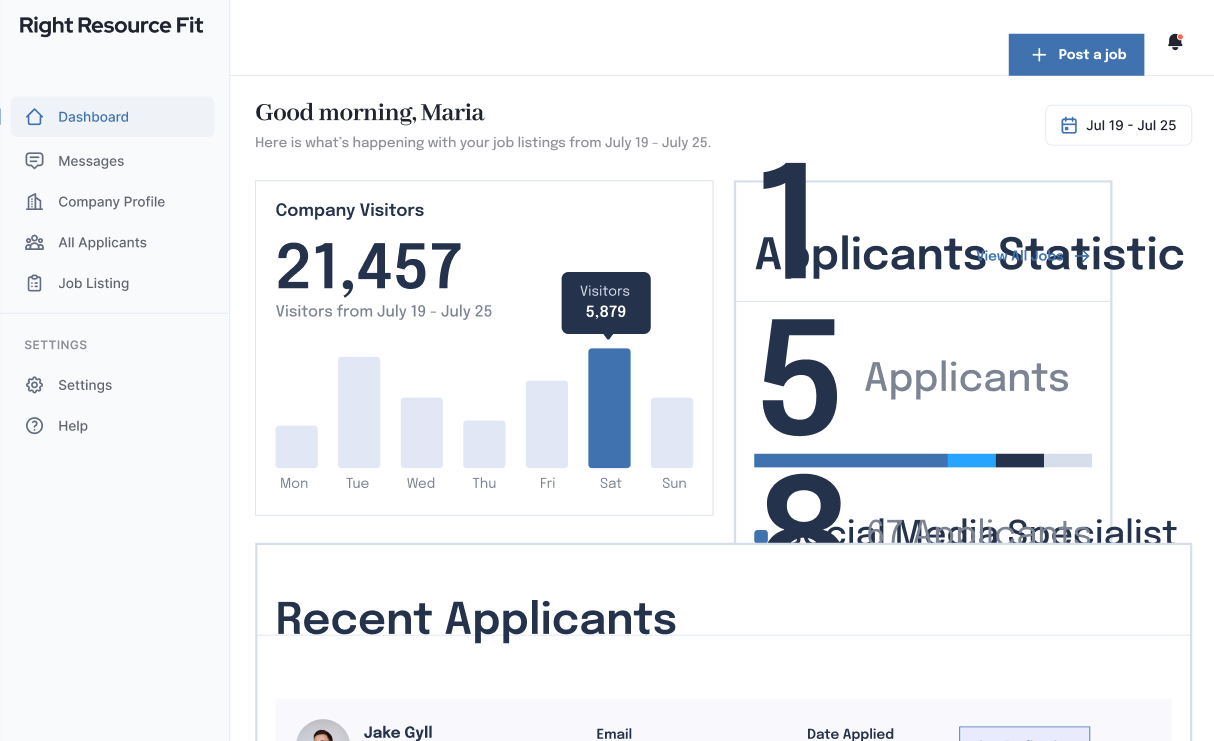 Right Resource Fit
Post a job
Dashboard
Messages
Company Profile
All Applicants
Job Listing
SETTINGS
Settings
Help
Good morning, Maria
Here is what's happening with your job listings from July 19 - July 25.
Jul 19 - Jul 25
Company Visitors
21,457
Visitors from July 19 - July 25
Visitors
5,879
Mon Tue Wed Thu Fri Sat Sun
Applicants Statistic
View All Jobs
1
5
8
Applicants
Social Media Specialist
67 Applicants
Recent Applicants
Jake Gyll
Email
Date Applied